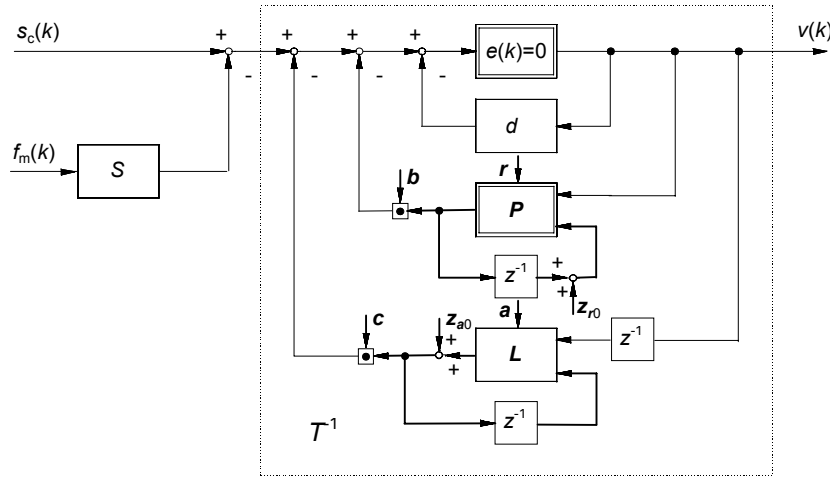 s_c(k)
+
-
+
-
+
-
+
-
e(k)=0
v(k)
d
f_m(k)
S
r
b
P
z^-1
+
+
z_r0
a
c
z_a0
+
+
L
z^-1
z^-1
T^-1